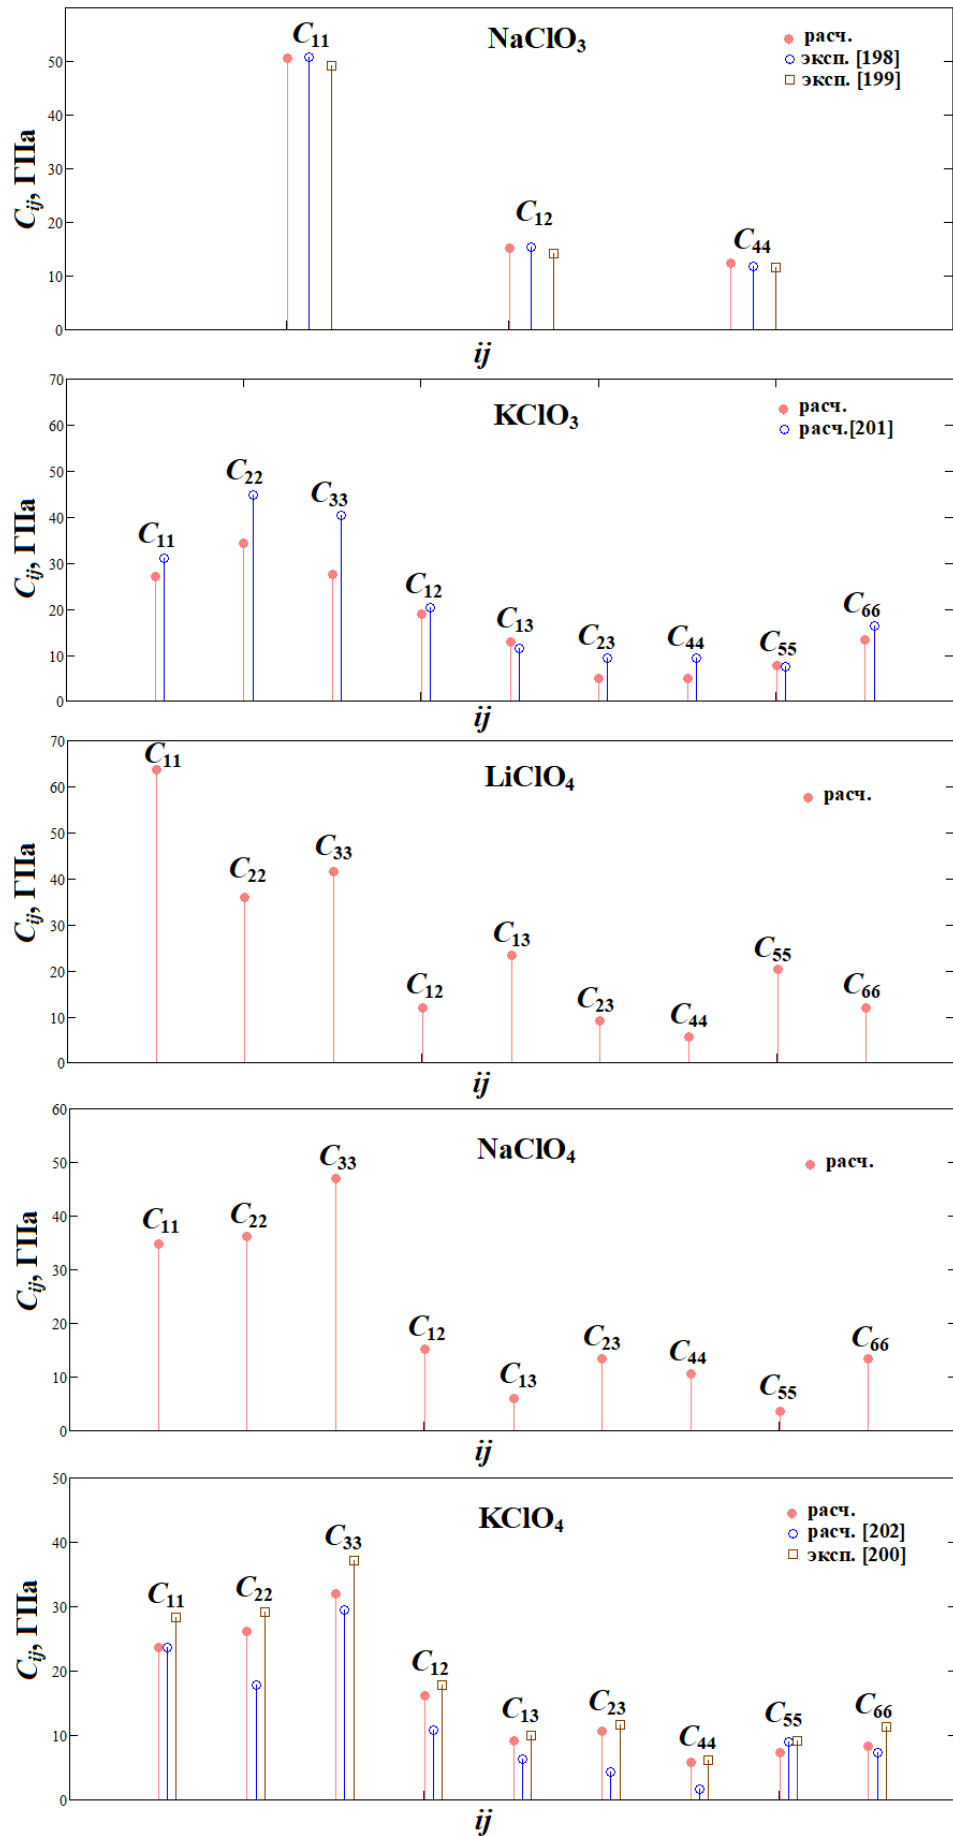 C11
NaClO3
расч.
эксп. [198]
эксп. [199]
50
40
30
20
10
0
Cij, ГПа
C12
C44
ij
70
60
50
40
30
20
10
0
Cij, ГПа
KClO3
расч.
расч.[201]
C11
C22
C33
C12
C13
C23
C44
C55
C66
ij
70
60
50
40
30
20
10
0
Cij, ГПа
LiClO4
расч.
C11
C22
C33
C12
C13
C23
C44
C55
C66
ij
60
50
40
30
20
10
0
Cij, ГПа
NaClO4
расч.
C11
C22
C33
C12
C13
C23
C44
C55
C66
ij
50
40
30
20
10
0
Cij, ГПа
KClO4
расч.
расч. [202]
эксп. [200]
C11
C22
C33
C12
C13
C23
C44
C55
C66
ij